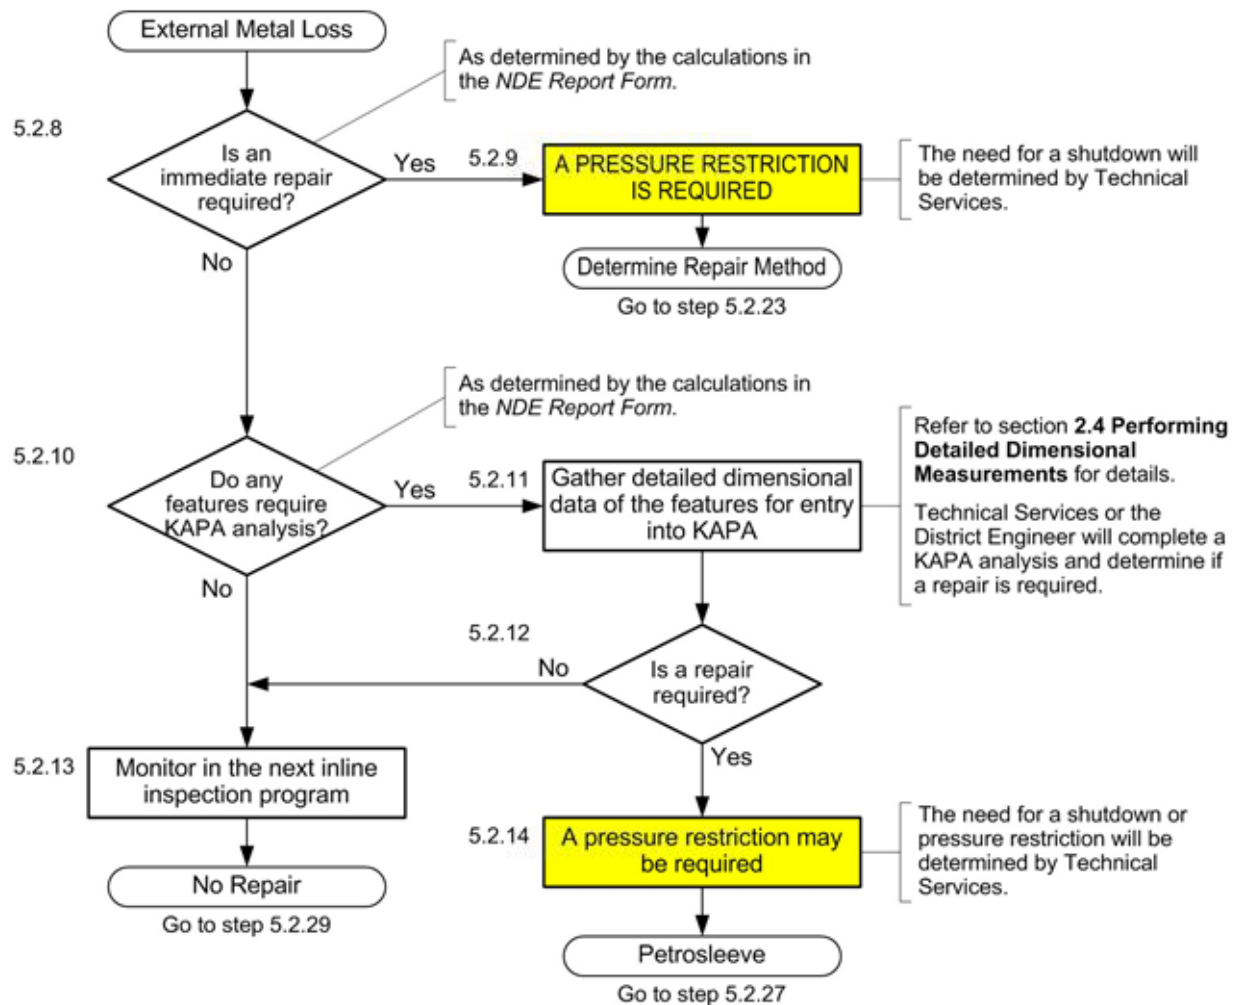 External Metal Loss
As determined by the calculations in
the NDE Report Form.
5.2.8
Is an
immediate repair
required?
Yes
5.2.9
A PRESSURE RESTRICTION
IS REQUIRED
The need for a shutdown will
be determined by Technical
Services.
No
Determine Repair Method
Go to step 5.2.23
As determined by the calculations in
the NDE Report Form.
5.2.10
Do any
features require
KAPA analysis?
Yes
5.2.11
Gather detailed dimensional
data of the features for entry
into KAPA
Refer to section 2.4 Performing
Detailed Dimensional
Measurements for details.
Technical Services or the
District Engineer will complete a
KAPA analysis and determine if
a repair is required.
No
5.2.12
No
Is a repair
required?
Yes
5.2.13
Monitor in the next inline
inspection program
5.2.14
A pressure restriction may
be required
The need for a shutdown or
pressure restriction will be
determined by Technical
Services.
No Repair
Go to step 5.2.29
Petrosleeve
Go to step 5.2.27